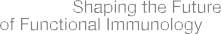 Shaping the Future
of Functional Immunology